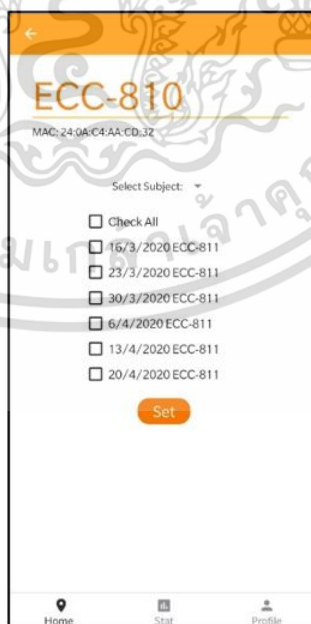 ECC-810
MAC: 24:0A:C4:AA:CD:32
Select Subject:
Check All
16/3/2020 ECC-811
23/3/2020 ECC-811
30/3/2020 ECC-811
6/4/2020 ECC-811
13/4/2020 ECC-811
20/4/2020 ECC-811
Set
Home Stat Profile